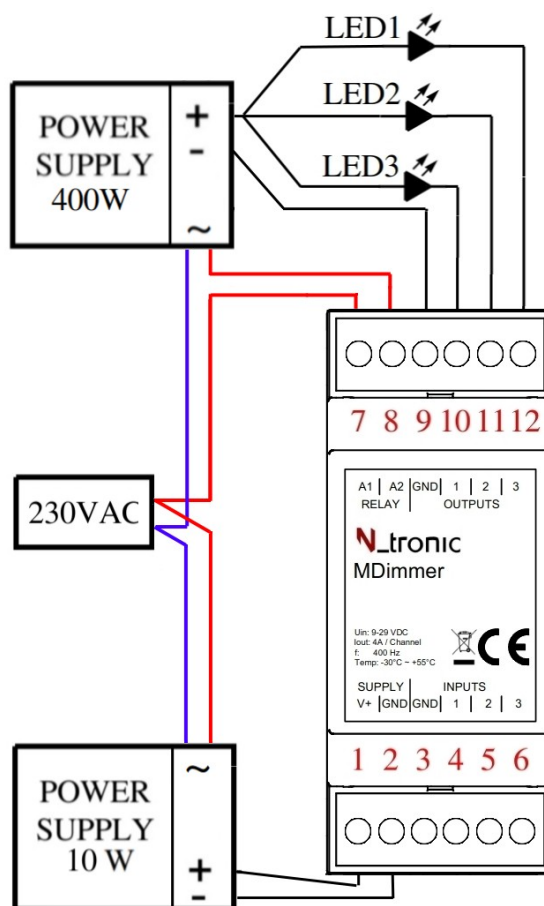 LED1
LED2
LED3
POWER
SUPPLY
400W
+
-
~
7 8 9 10 11 12
A1 | A2 |GND| 1 | 2 | 3
RELAY | OUTPUTS
N_tronic
MDimmer
230VAC
Uin: 9-29 VDC
Iout: 4A / Channel
f: 400 Hz
Temp: -30°C ~ +55°C
CE
SUPPLY | INPUTS
V+ |GND|GND| 1 | 2 | 3
1 2 3 4 5 6
POWER
SUPPLY
10 W
~
+
-